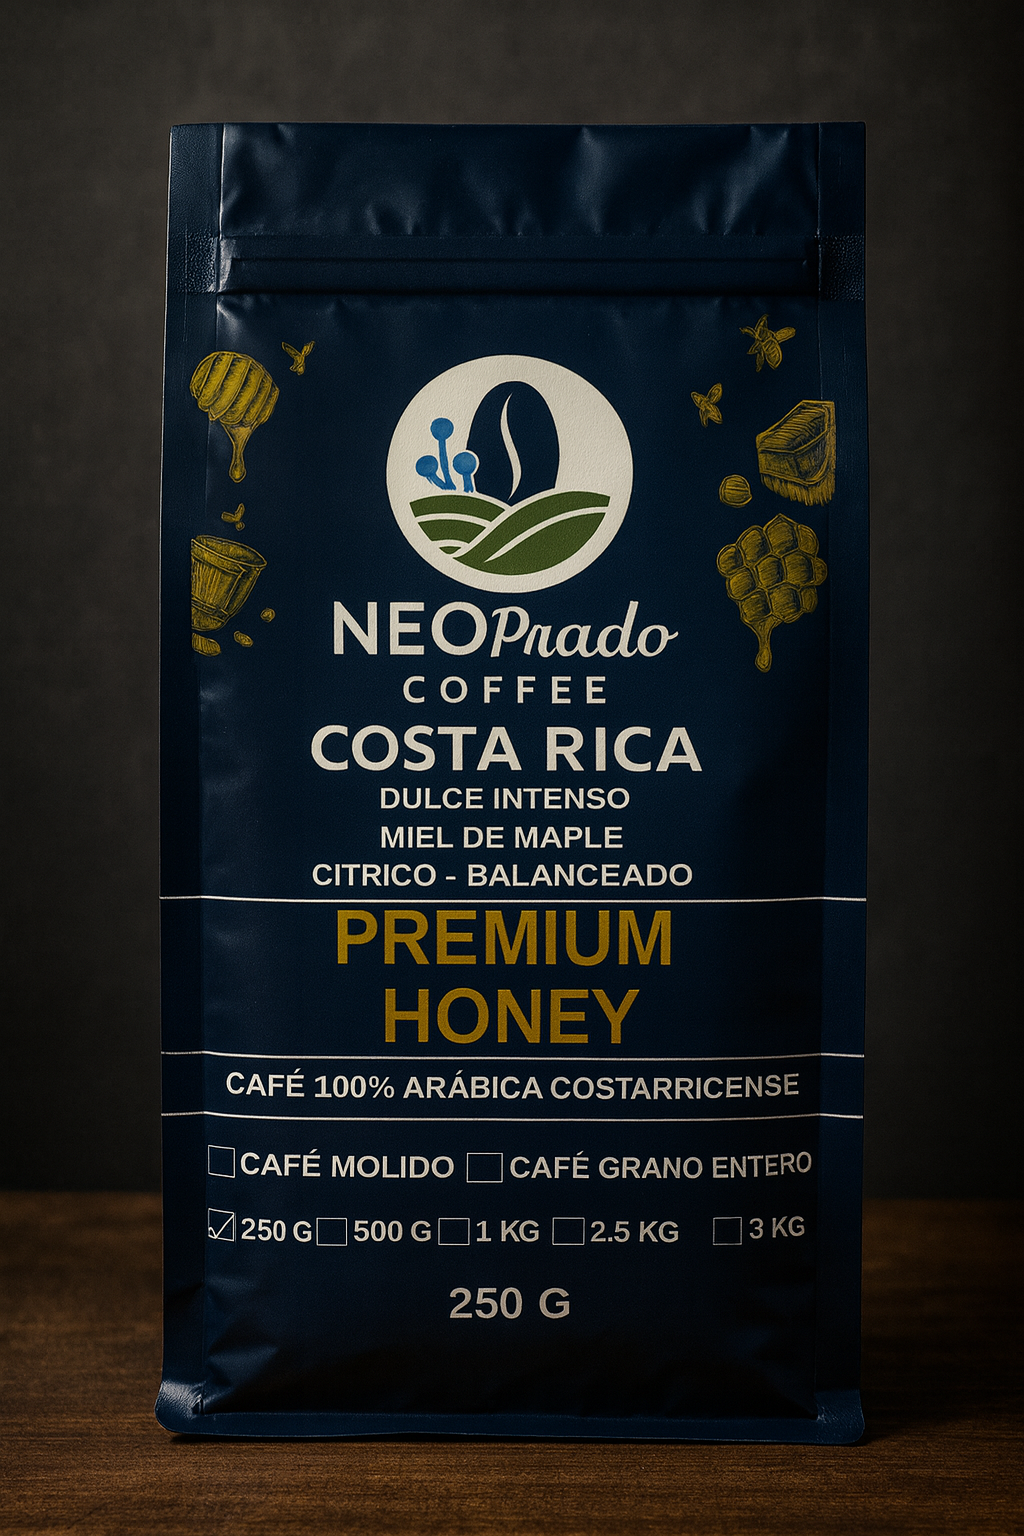 NEOPrado
COFFEE
COSTA RICA
DULCE INTENSO
MIEL DE MAPLE
CITRICO - BALANCEADO
PREMIUM
HONEY
CAFÉ 100% ARÁBICA COSTARRICENSE
CAFÉ MOLIDO CAFÉ GRANO ENTERO
250 G 500 G 1 KG 2.5 KG 3 KG
250 G